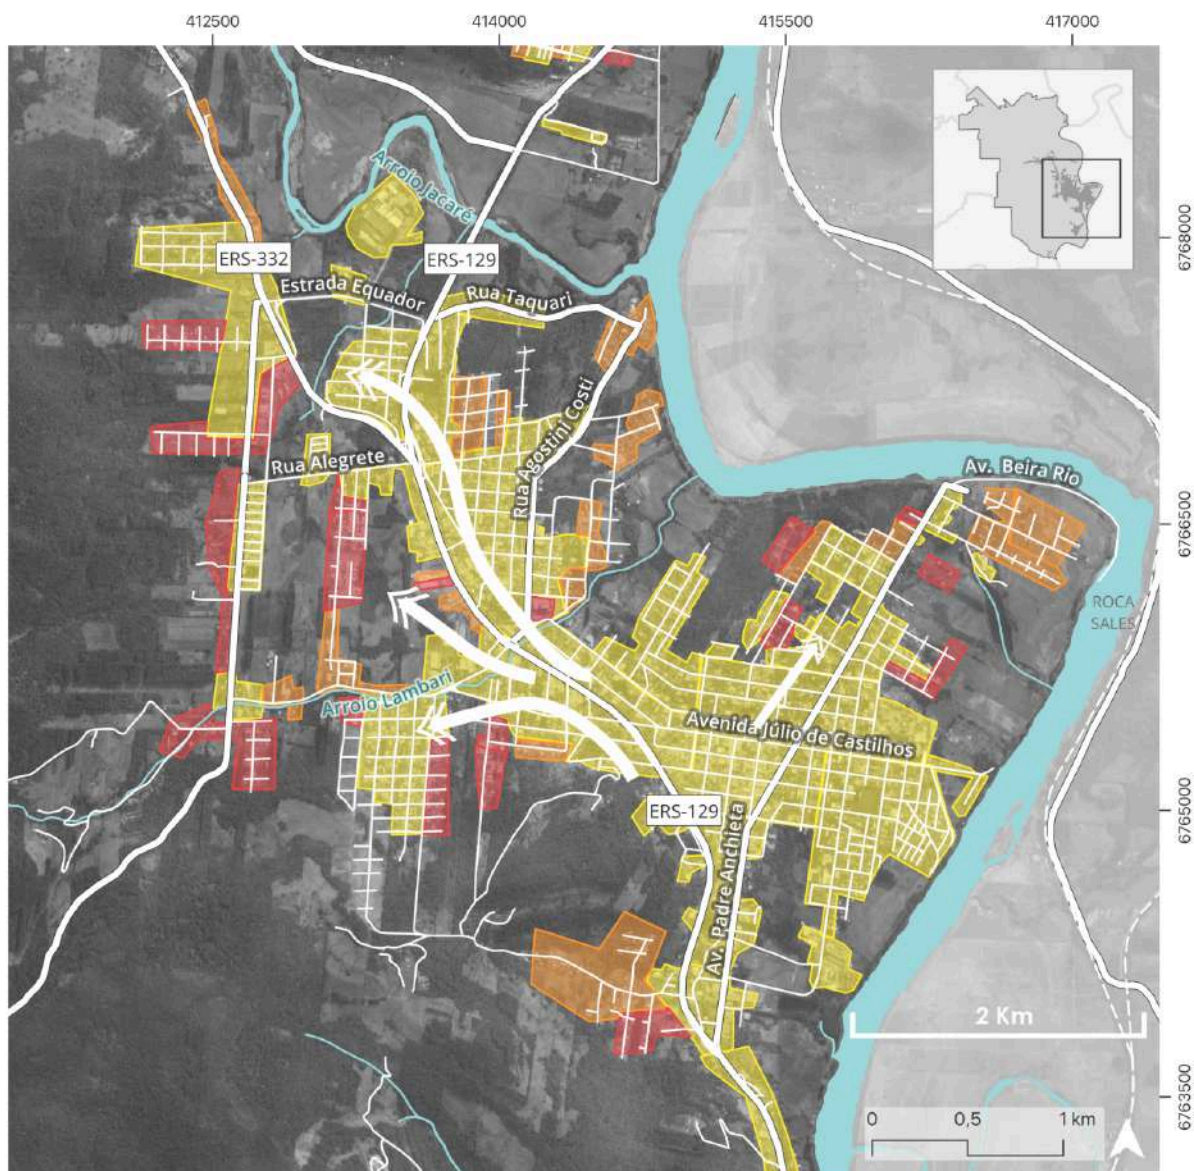 412500
414000
415500
417000
Arroio Jacaré
6768000
ERS-332
ERS-129
Estrada Equador
Rua Taquari
Rua Agostini Costi
Rua Alegrete
Av. Beira Rio
6766500
ROCA
SALES
Arroio Lambari
Avenida Júlio de Castilhos
ERS-129
6765000
Av. Padre Anchieta
2 Km
0
0,5
1 km
6763500